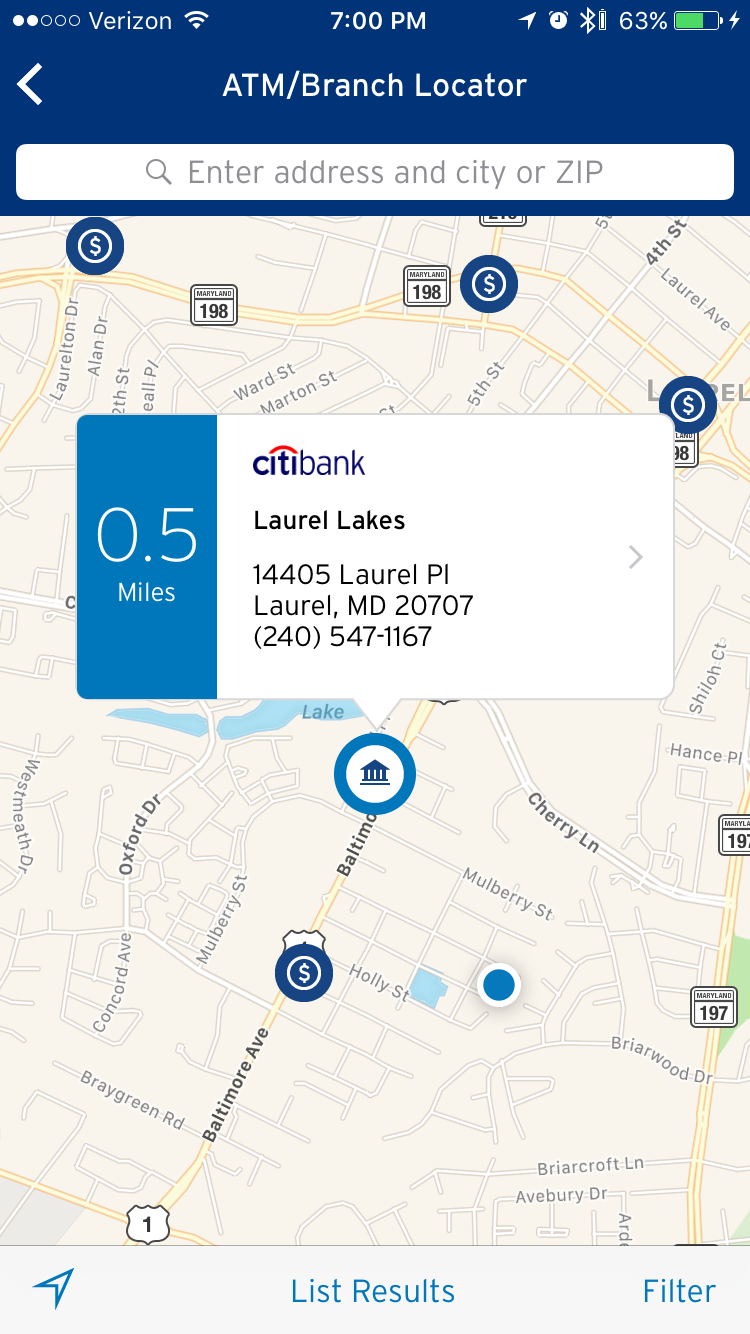 Verizon 7:00 PM 63%
ATM/Branch Locator
Enter address and city or ZIP
4th St
MARYLAND
198
MARYLAND
198
Laurel Ave
Laurelton Dr
Alan Dr
Ward St
Marton St
5th St
citibank
0.5
Miles
Laurel Lakes
14405 Laurel Pl
Laurel, MD 20707
(240) 547-1167
Lake
Shiloh Ct
Hance Pl
Westmeath Dr
Oxford Dr
Cherry Ln
Mulberry St
Mulberry St
Concord Ave
Holly St
MARYLAND
197
Briarwood Dr
Baltimore Ave
Braygreen Rd
Briarcroft Ln
Avebury Dr
1
List Results
Filter